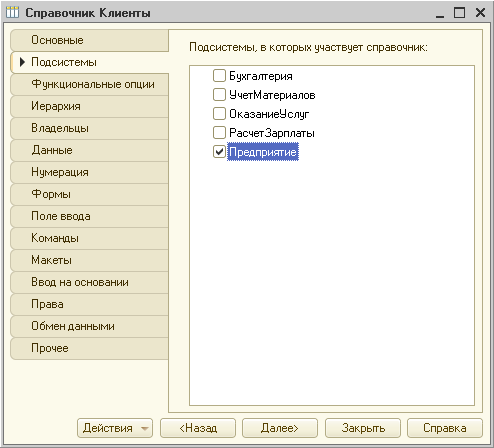 Справочник Клиенты
Основные
Подсистемы
Функциональные опции
Иерархия
Владельцы
Данные
Нумерация
Формы
Поле ввода
Команды
Макеты
Ввод на основании
Права
Обмен данными
Прочее
Подсистемы, в которых участвует справочник:
Бухгалтерия
УчетМатериалов
ОказаниеУслуг
РасчетЗарплаты
Предприятие
Действия <Назад Далее> Закрыть Справка